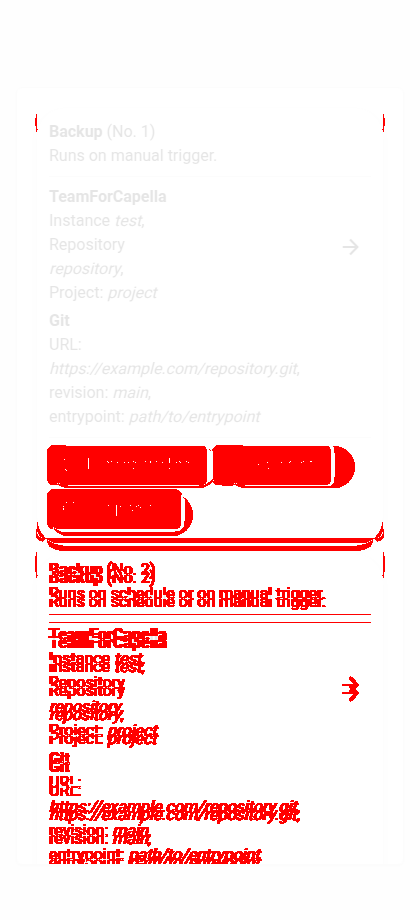 Backup (No. 1)
Runs on manual trigger.
TeamForCapella
Instance test,
Repository
repository,
Project: project
Git
URL:
https://example.com/repository.git,
revision: main,
entrypoint: path/to/entrypoint
Backup (No. 2)
Runs on schedule or on manual trigger.
TeamForCapella
Instance test,
Repository
repository,
Project: project
Git
URL:
https://example.com/repository.git,
revision: main,
entrypoint: path/to/entrypoint